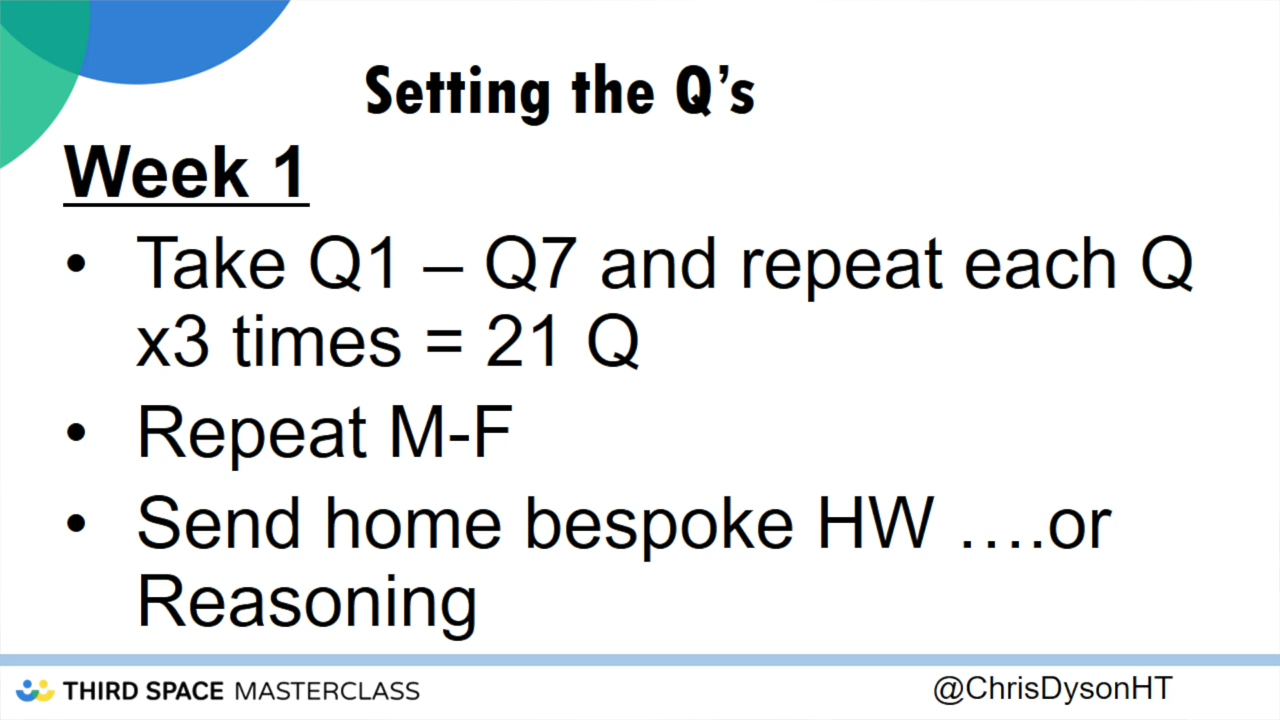 Setting the Q’s
Week 1
• Take Q1 – Q7 and repeat each Q
x3 times = 21 Q
• Repeat M-F
• Send home bespoke HW ….or
Reasoning
THIRD SPACE MASTERCLASS
@ChrisDysonHT